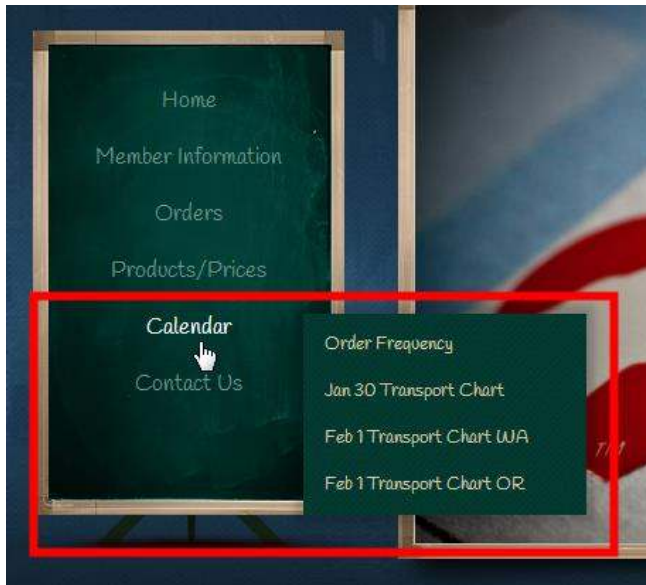 Home
Member Information
Orders
Products/Prices
Calendar
Contact Us
Order Frequency
Jan 30 Transport Chart
Feb 1 Transport Chart WA
Feb 1 Transport Chart OR
TM